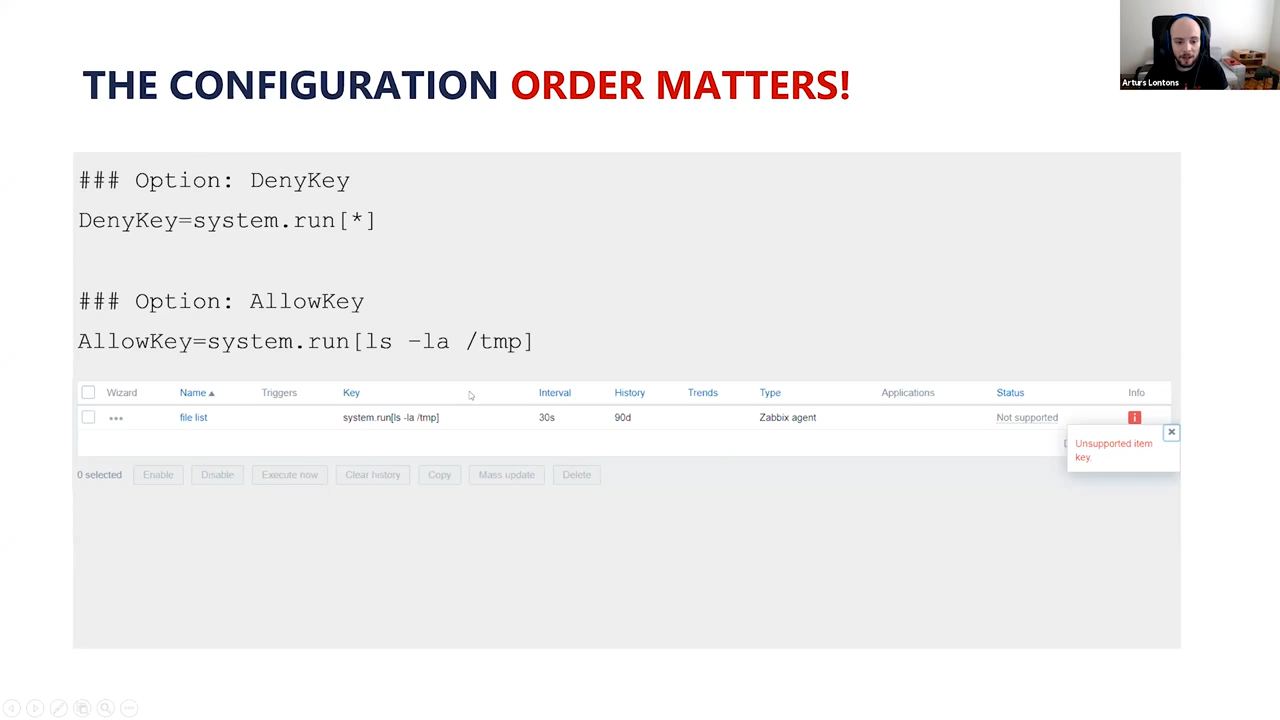 THE CONFIGURATION ORDER MATTERS!
Arturs Lontons
### Option: DenyKey
DenyKey=system.run[*]
### Option: AllowKey
AllowKey=system.run[ls –la /tmp]
Wizard Name Triggers Key Interval History Trends Type Applications Status Info
file list system.run[ls -la /tmp] 30s 90d Zabbix agent Not supported i
Unsupported item
key.
0 selected Enable Disable Execute now Clear history Copy Mass update Delete